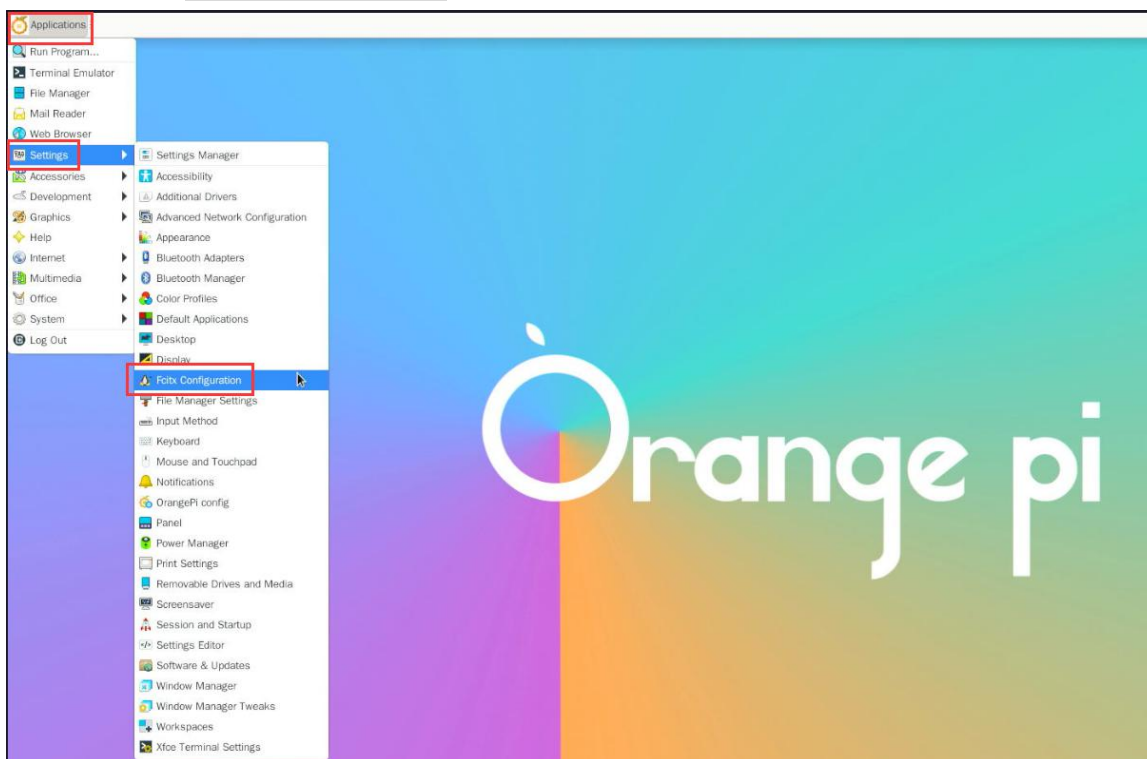 Applications
Run Program...
Terminal Emulator
File Manager
Mail Reader
Web Browser
Settings
Accessories
Development
Graphics
Help
Internet
Multimedia
Office
System
Log Out
Settings Manager
Accessibility
Additional Drivers
Advanced Network Configuration
Appearance
Bluetooth Adapters
Bluetooth Manager
Color Profiles
Default Applications
Desktop
Display
Fcitx Configuration
File Manager Settings
Input Method
Keyboard
Mouse and Touchpad
Notifications
OrangePi config
Panel
Power Manager
Print Settings
Removable Drives and Media
Screensaver
Session and Startup
Settings Editor
Software & Updates
Window Manager
Window Manager Tweaks
Workspaces
Xfce Terminal Settings
Orange pi